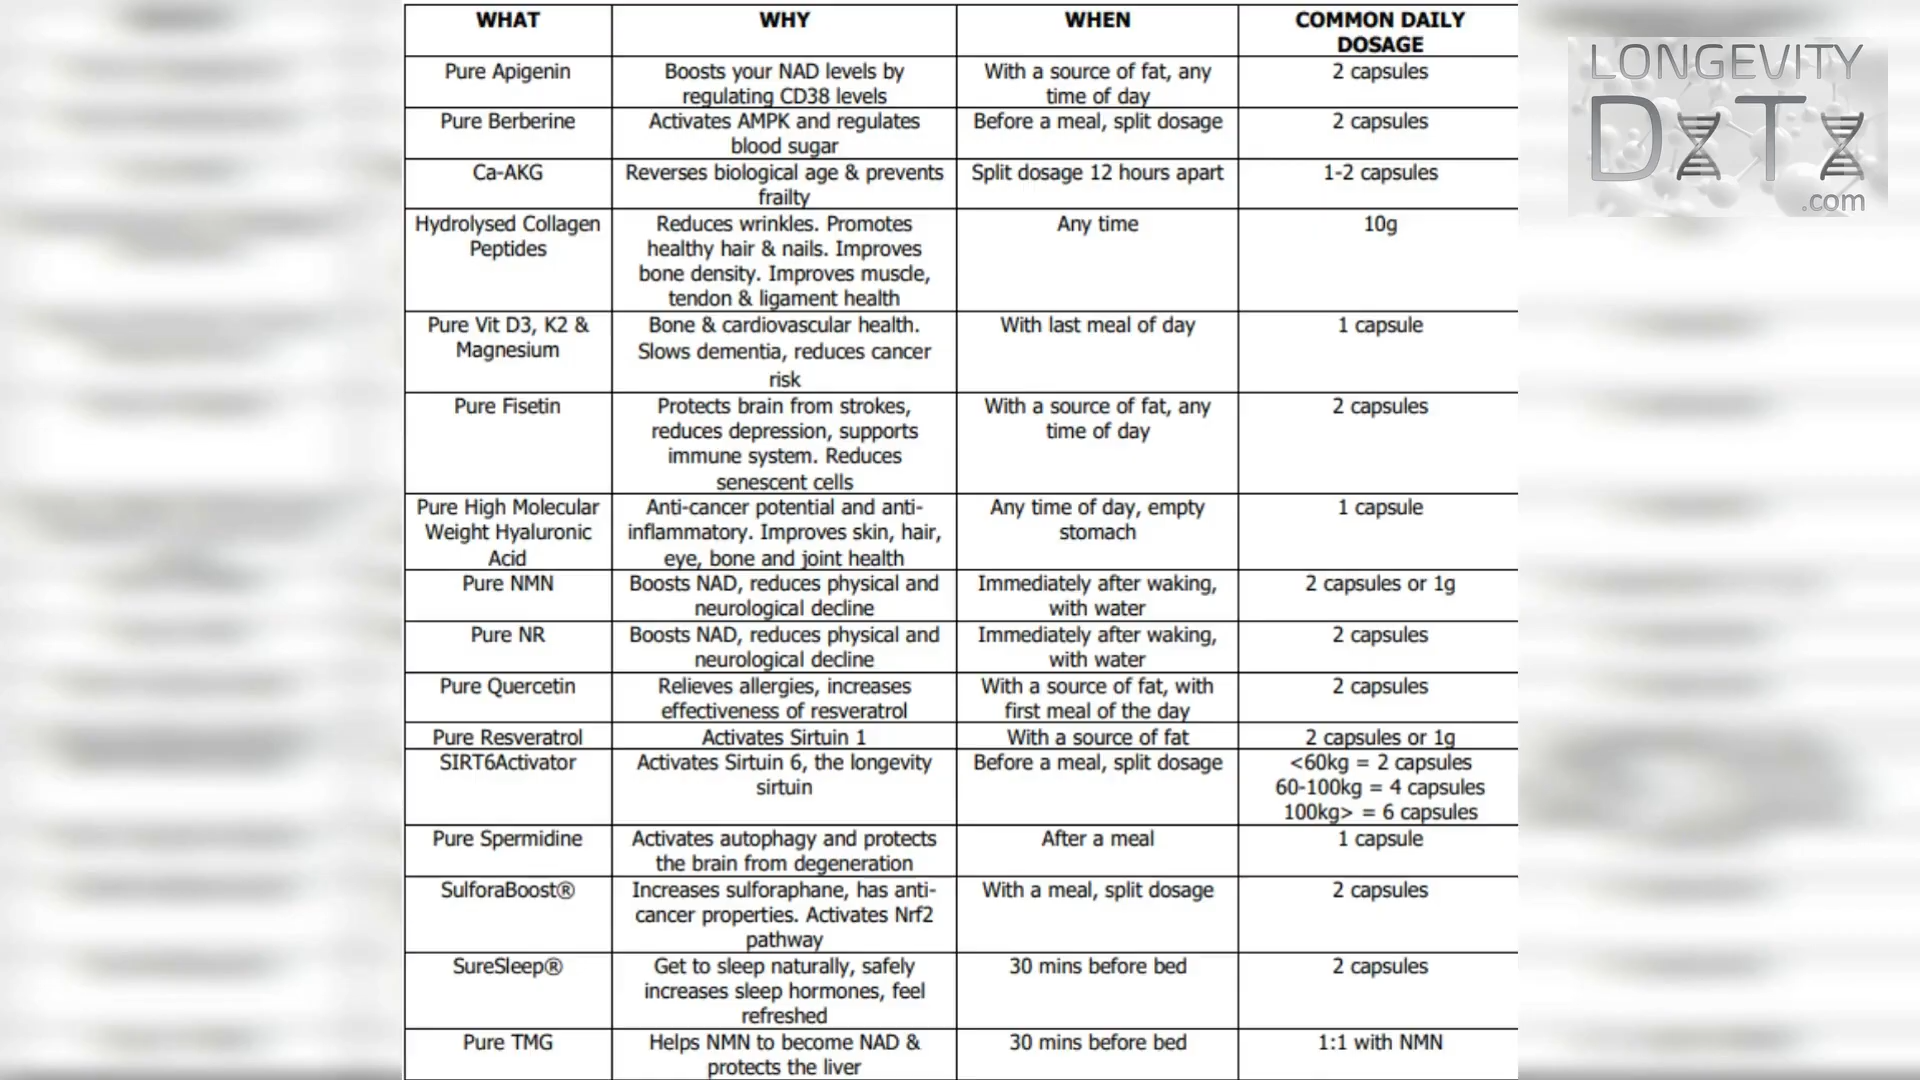 WHAT WHY WHEN COMMON DAILY
DOSAGE
Pure Apigenin Boosts your NAD levels by With a source of fat, any 2 capsules
regulating CD38 levels time of day
Pure Berberine Activates AMPK and regulates Before a meal, split dosage 2 capsules
blood sugar
Ca-AKG Reverses biological age & prevents Split dosage 12 hours apart 1-2 capsules
frailty
Hydrolysed Collagen Reduces wrinkles. Promotes Any time 10g
Peptides healthy hair & nails. Improves
bone density. Improves muscle,
tendon & ligament health
Pure Vit D3, K2 & Bone & cardiovascular health. With last meal of day 1 capsule
Magnesium Slows dementia, reduces cancer
risk
Pure Fisetin Protects brain from strokes, With a source of fat, any 2 capsules
reduces depression, supports time of day
immune system. Reduces
senescent cells
Pure High Molecular Anti-cancer potential and anti- Any time of day, empty 1 capsule
Weight Hyaluronic inflammatory. Improves skin, hair, stomach
Acid eye, bone and joint health
Pure NMN Boosts NAD, reduces physical and Immediately after waking, 2 capsules or 1g
neurological decline with water
Pure NR Boosts NAD, reduces physical and Immediately after waking, 2 capsules
neurological decline with water
Pure Quercetin Relieves allergies, increases With a source of fat, with 2 capsules
effectiveness of resveratrol first meal of the day
Pure Resveratrol Activates Sirtuin 1 With a source of fat 2 capsules or 1g
SIRT6Activator Activates Sirtuin 6, the longevity Before a meal, split dosage <60kg = 2 capsules
sirtuin 60-100kg = 4 capsules
100kg> = 6 capsules
Pure Spermidine Activates autophagy and protects After a meal 1 capsule
the brain from degeneration
SulforaBoost® Increases sulforaphane, has anti- With a meal, split dosage 2 capsules
cancer properties. Activates Nrf2
pathway
SureSleep® Get to sleep naturally, safely 30 mins before bed 2 capsules
increases sleep hormones, feel
refreshed
Pure TMG Helps NMN to become NAD & 30 mins before bed 1:1 with NMN
protects the liver
LONGEVITY
DATA
.com